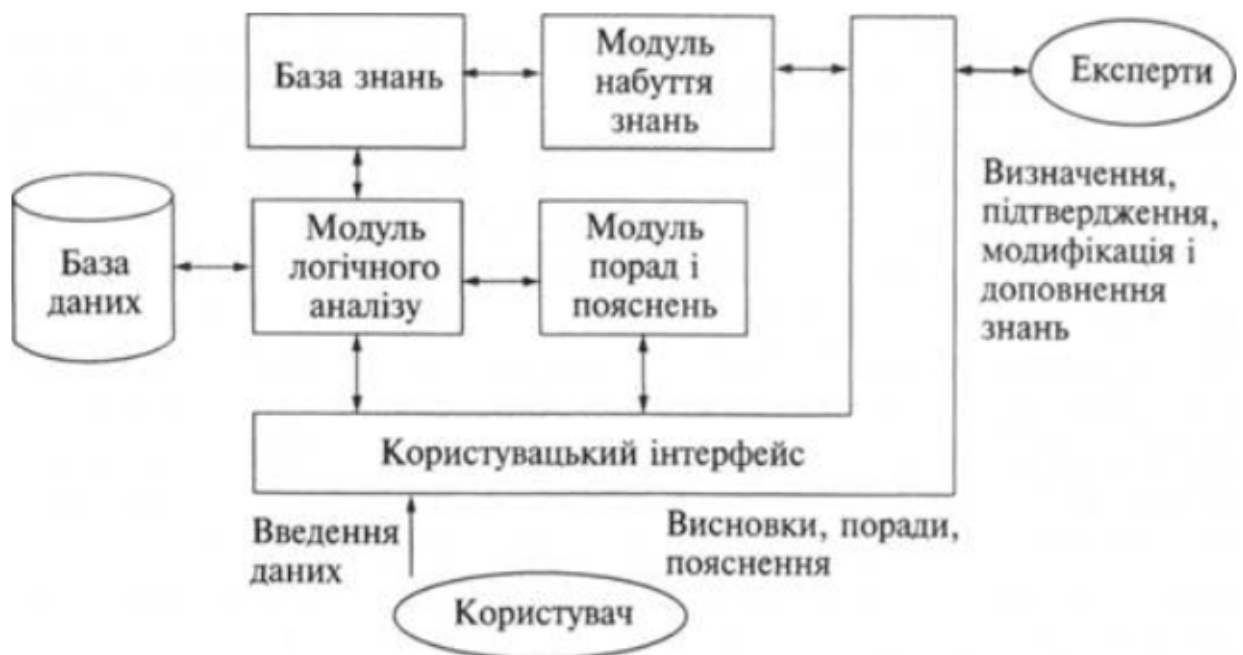 База знань
Модуль
набуття
знань
Експерти
Визначення,
підтвердження,
модифікація і
доповнення
знань
База
даних
Модуль
логічного
аналізу
Модуль
порад і
пояснень
Користувацький інтерфейс
Введення
даних
Висновки, поради,
пояснення
Користувач